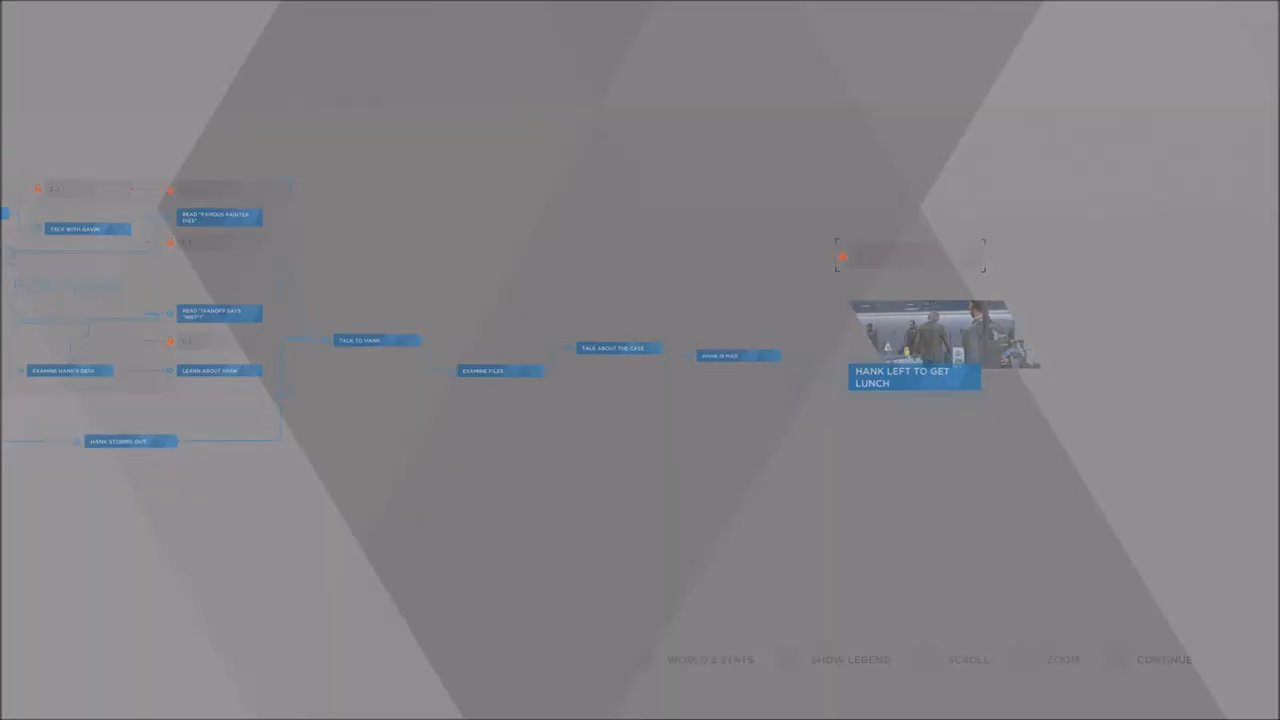 READ "FAMOUS PAINTER
DIES"
TALK WITH GAVIN
READ "IVANOFF SAYS
"NIET"!
TALK TO HANK
TALK ABOUT THE CASE
HANK IS MAD
EXAMINE HANK'S DESK
LEARN ABOUT HANK
EXAMINE FILES
HANK LEFT TO GET
LUNCH
HANK STORMS OUT
WORLD'S STATS
SHOW LEGEND
SCROLL
ZOOM
CONTINUE